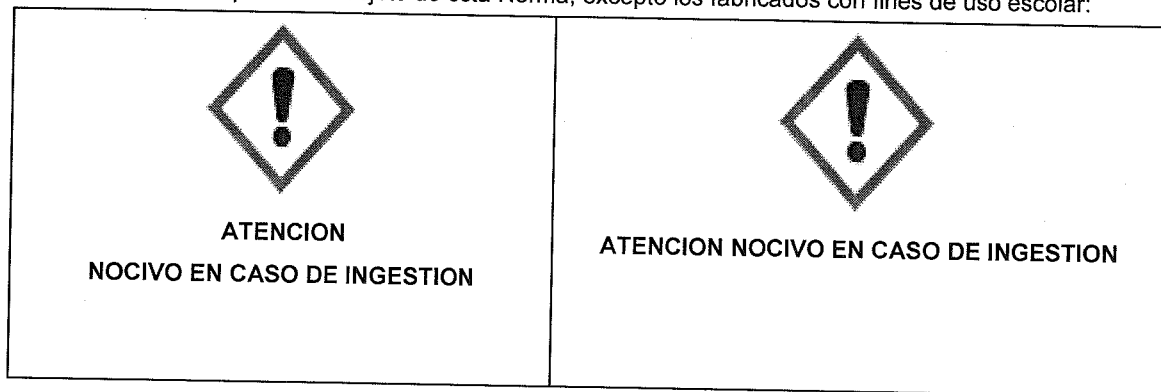 de esta Norma, excepto los fabricados con fines de uso escolar:
ATENCION
NOCIVO EN CASO DE INGESTION
ATENCION NOCIVO EN CASO DE INGESTION